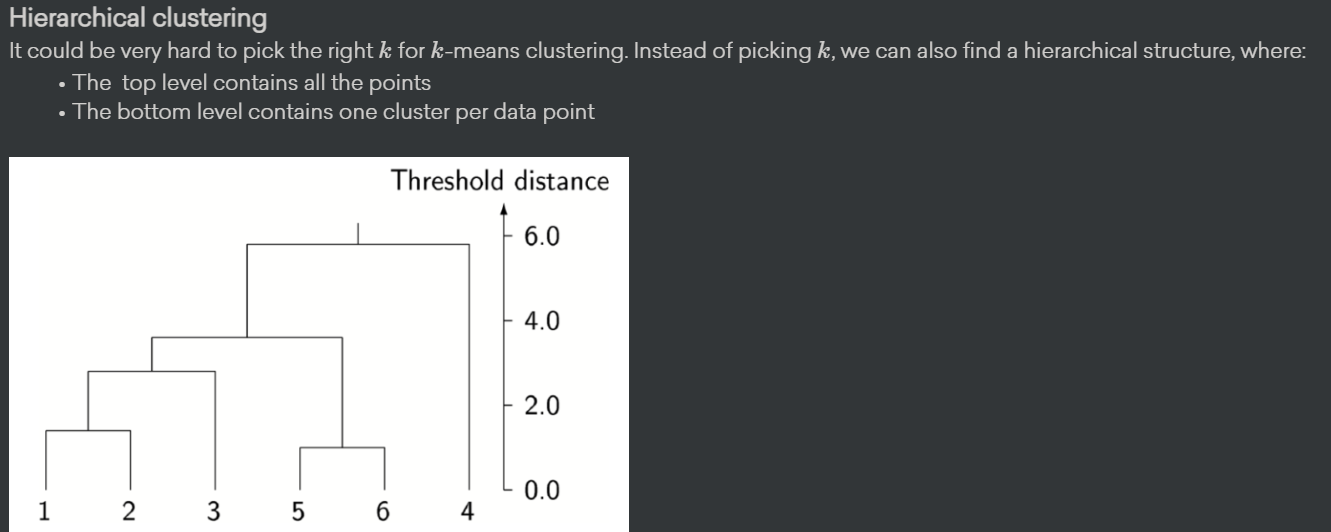 Hierarchical clustering
It could be very hard to pick the right k for k-means clustering. Instead of picking k, we can also find a hierarchical structure, where:
• The top level contains all the points
• The bottom level contains one cluster per data point
Threshold distance
6.0
4.0
2.0
0.0
1 2 3 5 6 4